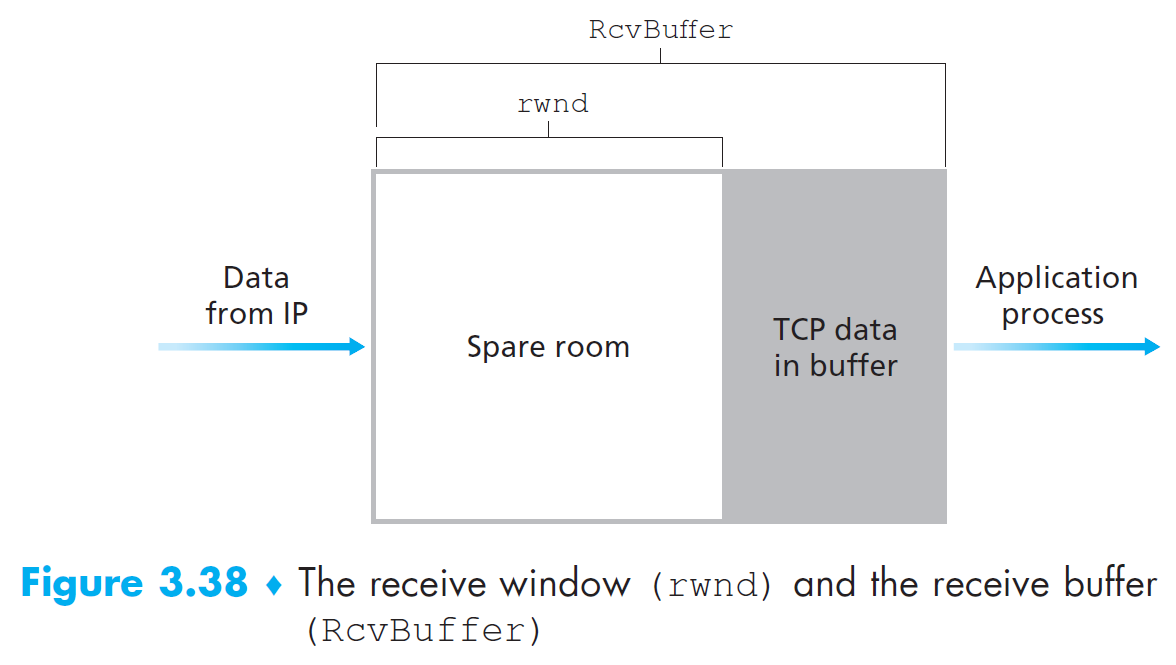 RcvBuffer
rwnd
Data
from IP
Spare room
TCP data
in buffer
Application
process
Figure 3.38 ♦ The receive window (rwnd) and the receive buffer
(RcvBuffer)